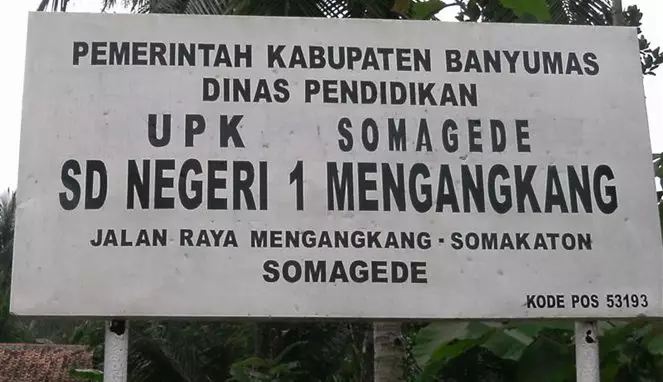 PEMERINTAH KABUPATEN BANYUMAS
DINAS PENDIDIKAN
UPK SOMAGEDE
SD NEGERI 1 MENGANGKANG
JALAN RAYA MENGANGKANG - SOMAKATON
SOMAGEDE
KODE POS 53193